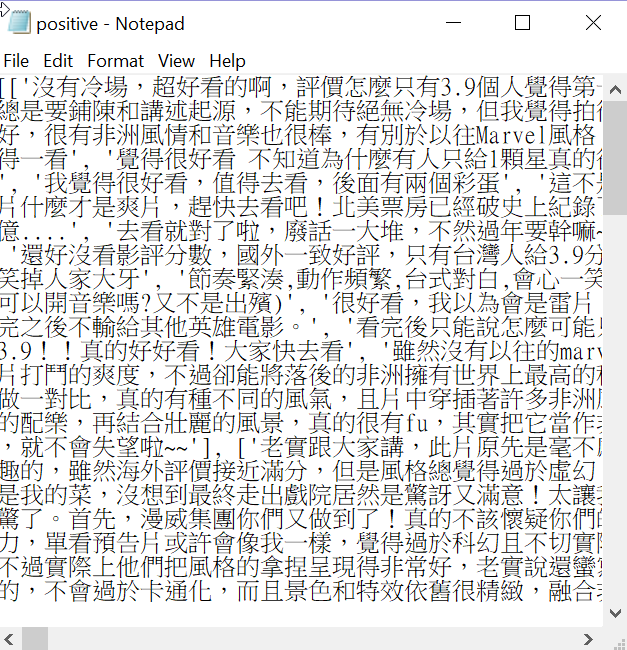 positive - Notepad
File Edit Format View Help
[['沒有冷場，超好看的啊，評價怎麼只有3.9個人覺得第一
總是要鋪陳和講述起源，不能期待絕無冷場，但我覺得拍得
好，很有非洲風情和音樂也很棒，有別於以往Marvel風格
得一看', '覺得很好看 不知道為什麼有人只給1顆星真的很
', '我覺得很好看，值得去看，後面有兩個彩蛋', '這不是
片什麼才是爽片，趕快去看吧！北美票房已經破史上紀錄
億....', '去看就對了啦，廢話一大堆，不然過年要幹嘛~
'還好沒看影評分數，國外一致好評，只有台灣人給3.9分
笑掉人家大牙', '節奏緊湊,動作頻繁,台式對白,會心一笑
可以開音樂嗎?又不是出殯)', '很好看，我以為會是雷片
完之後不輸給其他英雄電影。', '看完後只能說怎麼可能
3.9！！真的好好看！大家快去看', '雖然沒有以往的marv
片打鬥的爽度，不過卻能將落後的非洲擁有世界上最高的科
做一對比，真的有種不同的風氣，且片中穿插著許多非洲
的配樂，再結合壯麗的風景，真的很有fu，其實把它當作
，就不會失望啦~~'], ['老實跟大家講，此片原先是毫不
趣的，雖然海外評價接近滿分，但是風格總覺得過於虛幻
是我的菜，沒想到最終走出戲院居然是驚訝又滿意！太讓
驚了。首先，漫威集團你們又做到了！真的不該懷疑你們的
力，單看預告片或許會像我一樣，覺得過於科幻且不切實際
不過實際上他們把風格的拿捏呈現得非常好，老實說還蠻
的，不會過於卡通化，而且景色和特效依舊很精緻，融合